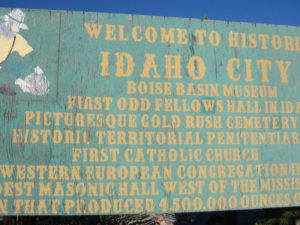 WELCOME TO HISTORI
IDAHO CITY
BOISE BASIN MUSEUM
FIRST ODD FELLOWS HALL IN IDA
PICTURESQUE GOLD RUSH CEMETERY
HISTORIC TERRITORIAL PENITENTIAR
FIRST CATHOLIC CHURCH
WESTERN EUROPEAN CONGREGATION I
DEST MASONIC HALL WEST OF THE MISSIS
N THAT PRODUCED 4,500,000 OUNCES O